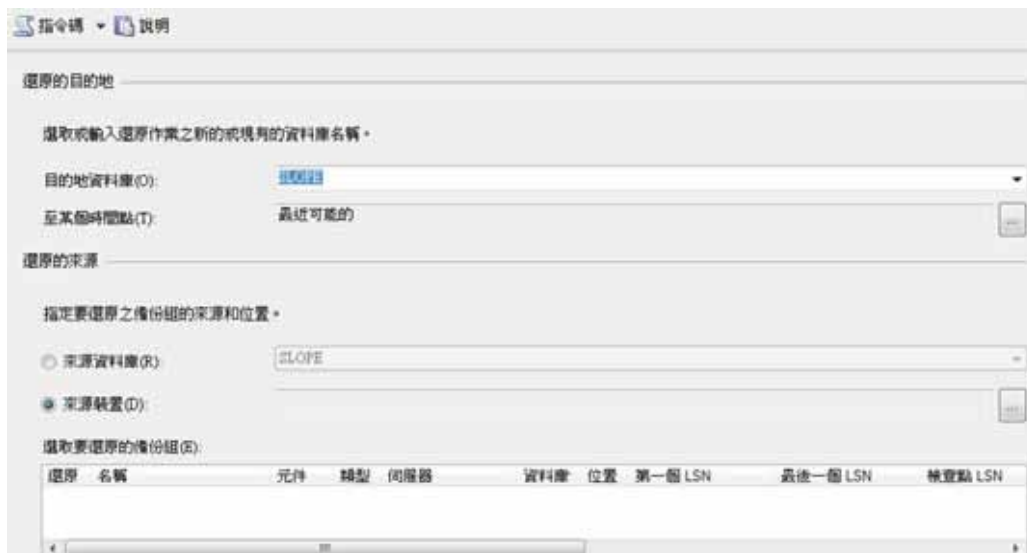 指令碼 說明
還原的目的地
選取或輸入還原作業之新的或現有的資料庫名稱。
目的地資料庫(O): SLOPE
至某個時間點(T): 最近可能的 ...
還原的來源
指定要還原之備份組的來源和位置。
來源資料庫(R): SLOPE
來源裝置(D): ...
選取要還原的備份組(E):
還原 名稱 元件 類型 伺服器 資料庫 位置 第一個 LSN 最後一個 LSN 檢查點 LSN